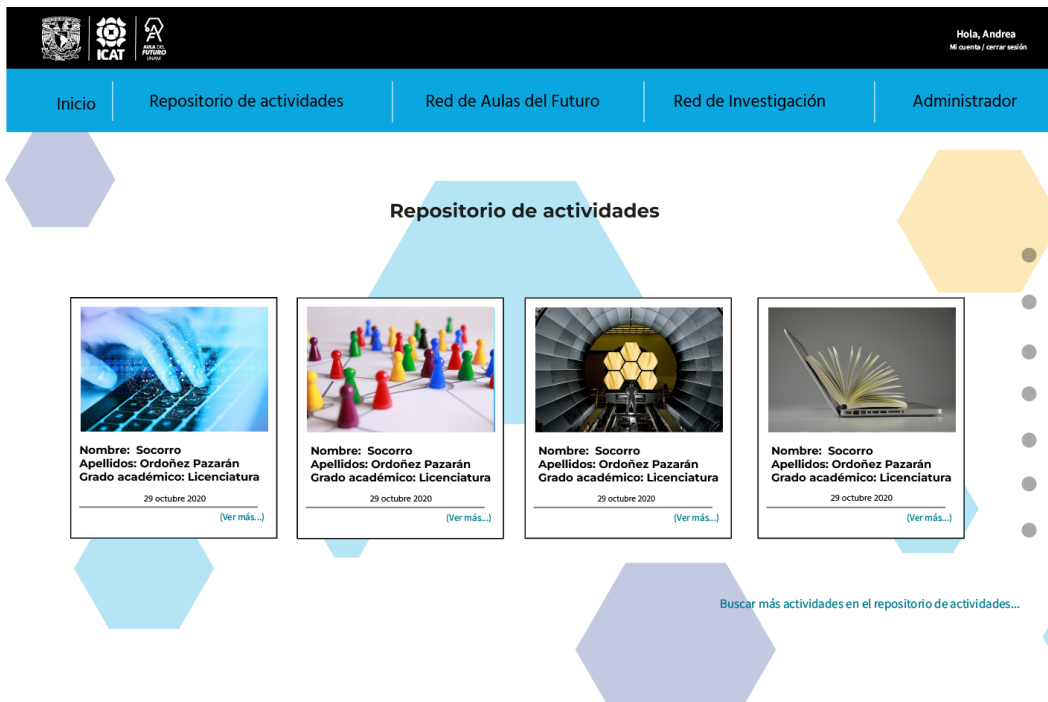 ICAT
AULA DEL
FUTURO
UNAM
Hola, Andrea
Mi cuenta / cerrar sesión
Inicio
Repositorio de actividades
Red de Aulas del Futuro
Red de Investigación
Administrador
Repositorio de actividades
Nombre: Socorro
Apellidos: Ordoñez Pazarán
Grado académico: Licenciatura
29 octubre 2020
(Ver más...)
Nombre: Socorro
Apellidos: Ordoñez Pazarán
Grado académico: Licenciatura
29 octubre 2020
(Ver más...)
Nombre: Socorro
Apellidos: Ordoñez Pazarán
Grado académico: Licenciatura
29 octubre 2020
(Ver más...)
Nombre: Socorro
Apellidos: Ordoñez Pazarán
Grado académico: Licenciatura
29 octubre 2020
(Ver más...)
Buscar más actividades en el repositorio de actividades...